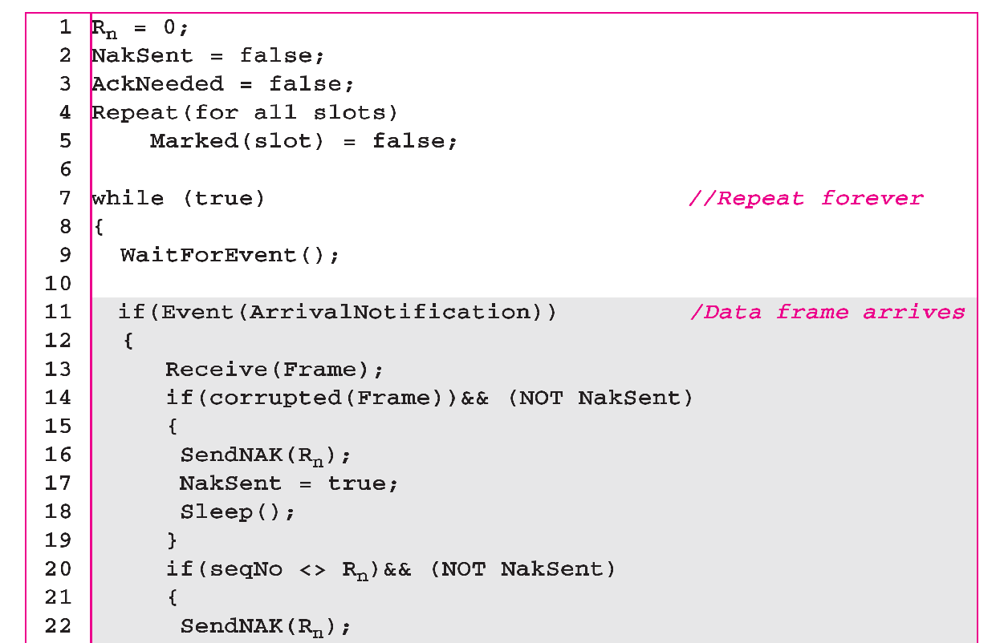 1 Rn = 0;
2 NakSent = false;
3 AckNeeded = false;
4 Repeat(for all slots)
5 Marked(slot) = false;
6
7 while (true) //Repeat forever
8 {
9 WaitForEvent();
10
11 if(Event(ArrivalNotification)) /Data frame arrives
12 {
13 Receive(Frame);
14 if(corrupted(Frame))&& (NOT NakSent)
15 {
16 SendNAK(Rn);
17 NakSent = true;
18 Sleep();
19 }
20 if(seqNo <> Rn)&& (NOT NakSent)
21 {
22 SendNAK(Rn);